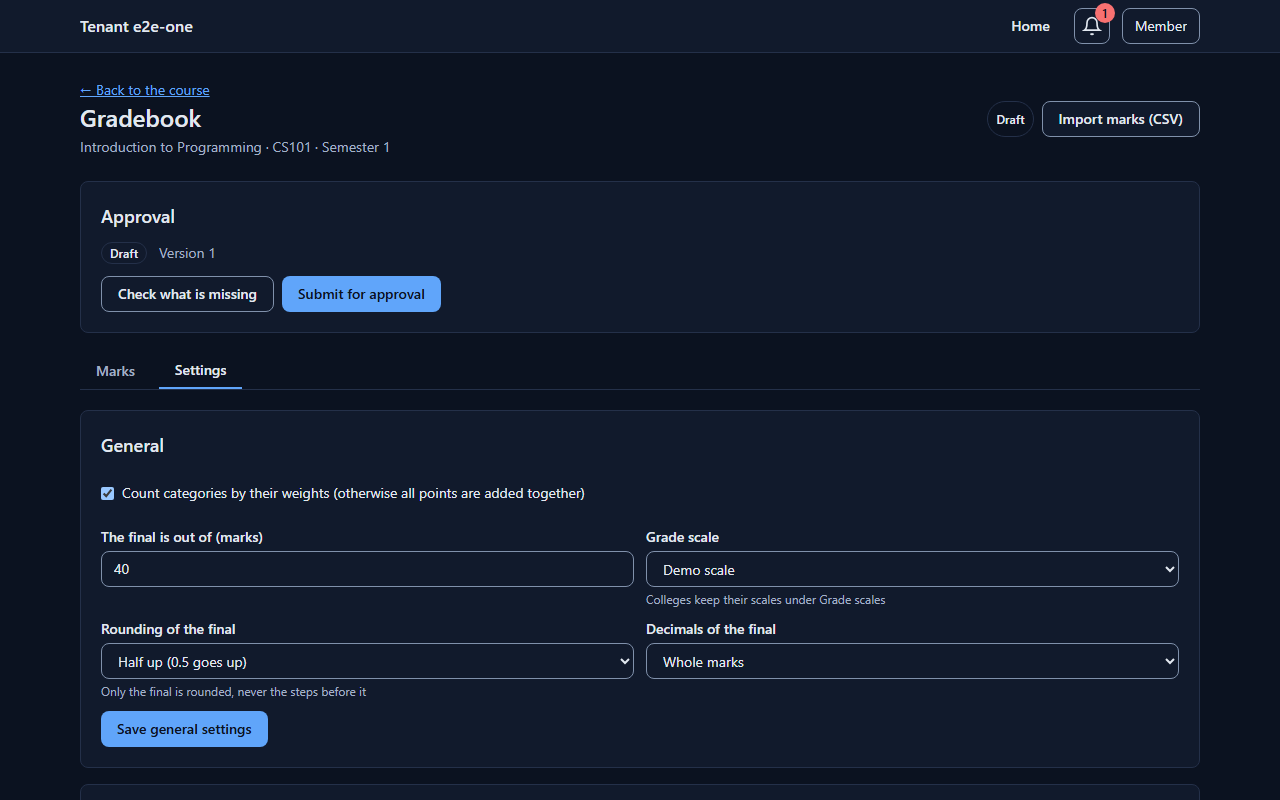 Tenant e2e-one
Home
1
Member
← Back to the course
Gradebook
Draft
Import marks (CSV)
Introduction to Programming · CS101 · Semester 1
Approval
Draft
Version 1
Check what is missing
Submit for approval
Marks
Settings
General
Count categories by their weights (otherwise all points are added together)
The final is out of (marks)
Grade scale
40
Demo scale
Colleges keep their scales under Grade scales
Rounding of the final
Decimals of the final
Half up (0.5 goes up)
Whole marks
Only the final is rounded, never the steps before it
Save general settings